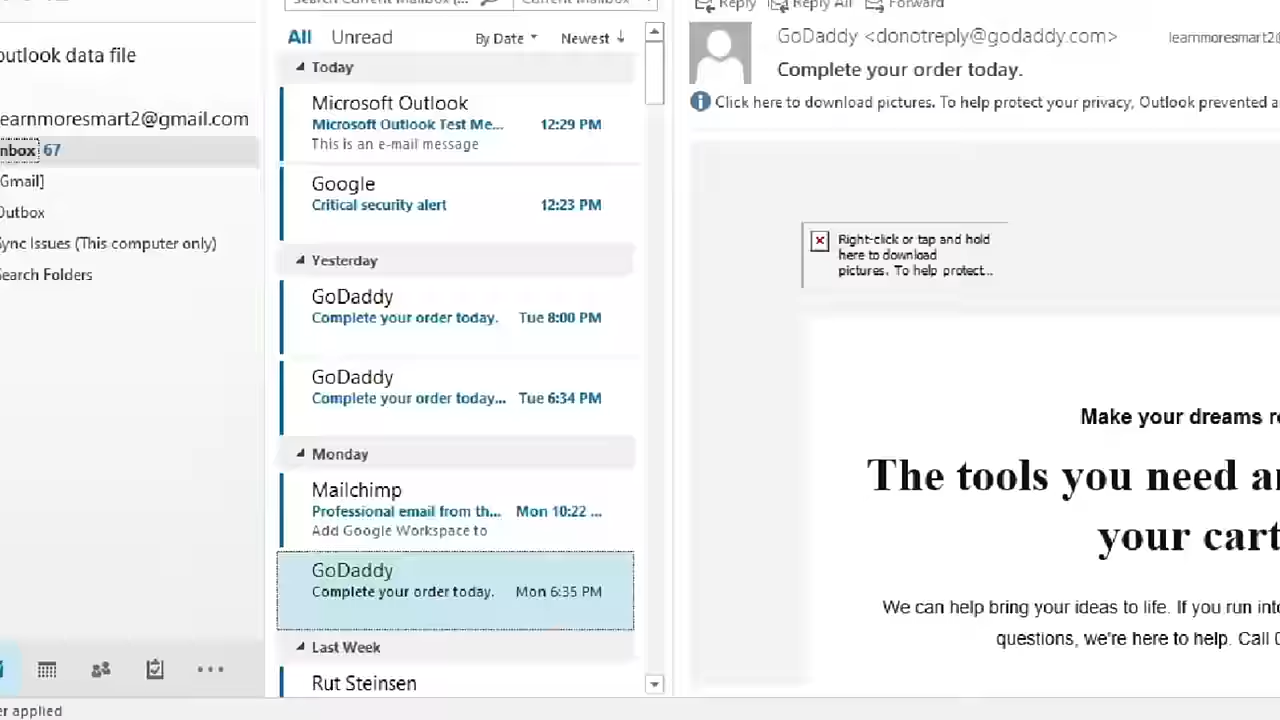 Search Current Mailbox (... Current Mailbox
outlook data file
earnmoresmart2@gmail.com
nbox 67
Gmail]
Outbox
Sync Issues (This computer only)
Search Folders
All Unread By Date Newest ↓
Today
Microsoft Outlook
Microsoft Outlook Test Me... 12:29 PM
This is an e-mail message
Google
Critical security alert 12:23 PM
Yesterday
GoDaddy
Complete your order today. Tue 8:00 PM
GoDaddy
Complete your order today... Tue 6:34 PM
Monday
Mailchimp
Professional email from th... Mon 10:22 ...
Add Google Workspace to
GoDaddy
Complete your order today. Mon 6:35 PM
Last Week
Rut Steinsen
Reply Reply All Forward
GoDaddy <donotreply@godaddy.com> learnmoresmart2@
Complete your order today.
Click here to download pictures. To help protect your privacy, Outlook prevented a
Right-click or tap and hold
here to download
pictures. To help protect...
Make your dreams re
The tools you need an
your cart
We can help bring your ideas to life. If you run into
questions, we're here to help. Call
er applied